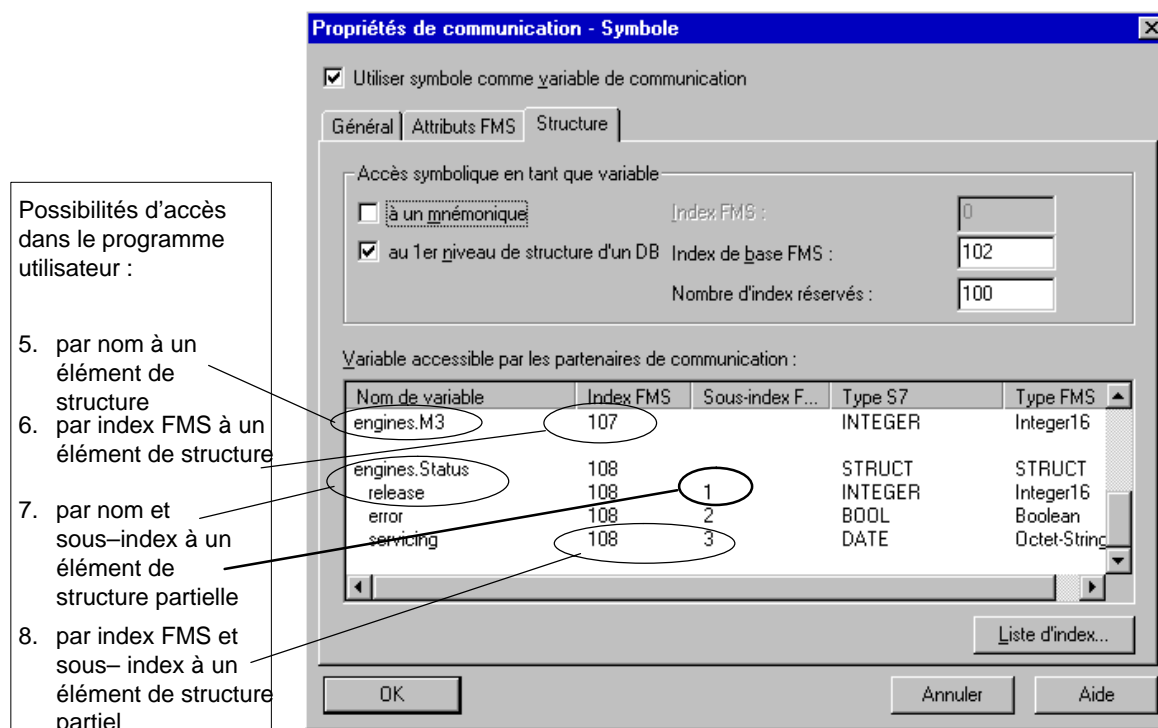 Propriétés de communication - Symbole
Utiliser symbole comme variable de communication
Général Attributs FMS Structure
Accès symbolique en tant que variable
à un mnémonique Index FMS : 0
au 1er niveau de structure d'un DB Index de base FMS : 102
Nombre d'index réservés : 100
Variable accessible par les partenaires de communication :
Nom de variable Index FMS Sous-index F... Type S7 Type FMS
engines.M3 107 INTEGER Integer16
engines.Status 108 STRUCT STRUCT
release 108 1 INTEGER Integer16
error 108 2 BOOL Boolean
servicing 108 3 DATE Octet-String
Liste d'index...
OK Annuler Aide
Possibilités d'accès
dans le programme
utilisateur :
5. par nom à un
élément de
structure
6. par index FMS à un
élément de structure
7. par nom et
sous–index à un
élément de
structure partielle
8. par index FMS et
sous– index à un
élément de structure
partiel